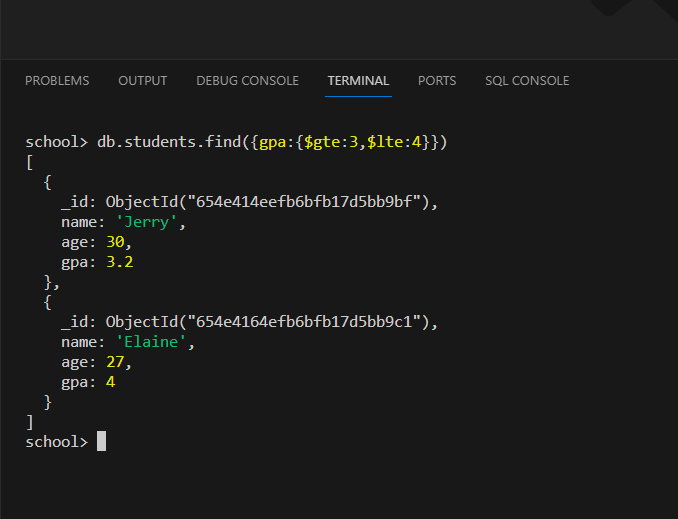 PROBLEMS OUTPUT DEBUG CONSOLE TERMINAL PORTS SQL CONSOLE
school> db.students.find({gpa:{$gte:3,$lte:4}})
[
  {
    _id: ObjectId("654e414eefb6bfb17d5bb9bf"),
    name: 'Jerry',
    age: 30,
    gpa: 3.2
  },
  {
    _id: ObjectId("654e4164efb6bfb17d5bb9c1"),
    name: 'Elaine',
    age: 27,
    gpa: 4
  }
]
school>